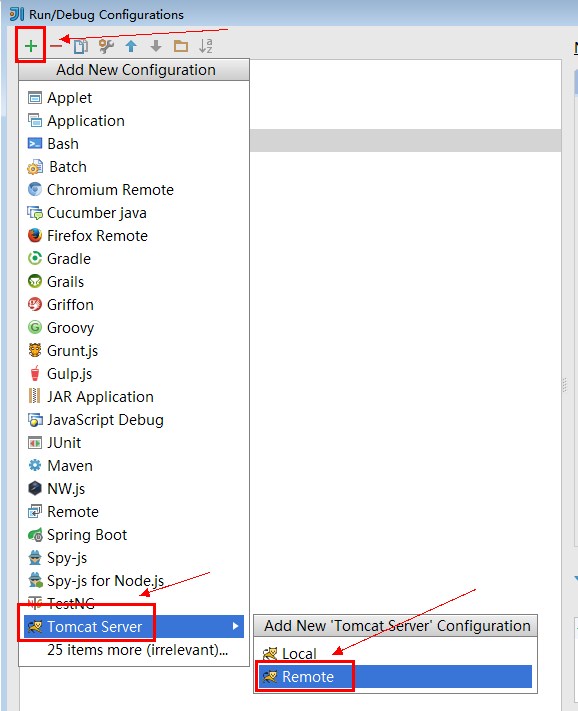 Run/Debug Configurations
Add New Configuration
Applet
Application
Bash
Batch
Chromium Remote
Cucumber java
Firefox Remote
Gradle
Grails
Griffon
Groovy
Grunt.js
Gulp.js
JAR Application
JavaScript Debug
JUnit
Maven
NW.js
Remote
Spring Boot
Spy-js
Spy-js for Node.js
TestNG
Tomcat Server
25 items more (irrelevant)...
Add New 'Tomcat Server' Configuration
Local
Remote